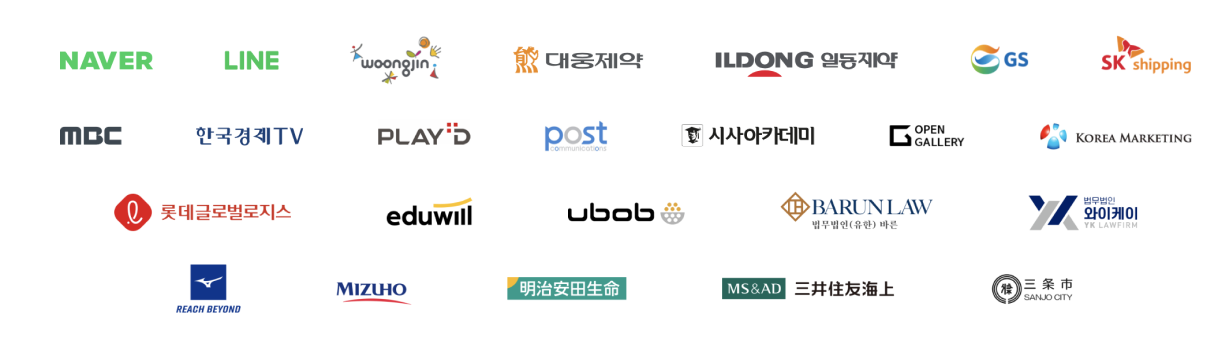 NAVER
LINE
woongjin
대웅제약
ILDONG 일동제약
GS
SK shipping
MBC
한국경제TV
PLAY D
post
communications
시사아카데미
OPEN
GALLERY
KOREA MARKETING
롯데글로벌로지스
eduwill
ubob
BARUN LAW
법무법인(유한) 바른
법무법인
와이케이
YK LAWFIRM
REACH BEYOND
MIZUHO
明治安田生命
MS&AD 三井住友海上
三条市
SANJO CITY